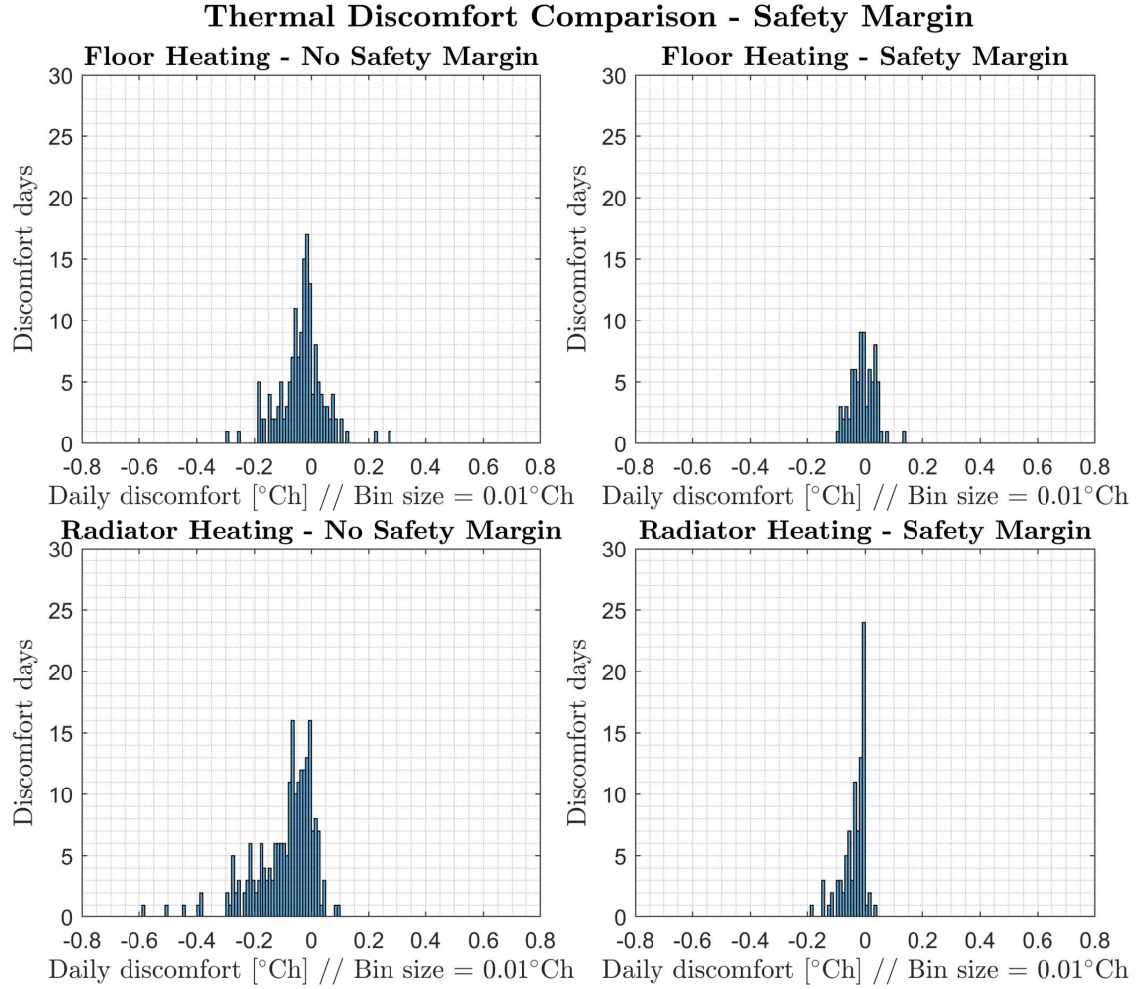 Thermal Discomfort Comparison - Safety Margin
Floor Heating - No Safety Margin
30
25
20
15
10
5
0
Discomfort days
-0.8 -0.6 -0.4 -0.2 0 0.2 0.4 0.6 0.8
Daily discomfort [°Ch] // Bin size = 0.01°Ch
Floor Heating - Safety Margin
30
25
20
15
10
5
0
Discomfort days
-0.8 -0.6 -0.4 -0.2 0 0.2 0.4 0.6 0.8
Daily discomfort [°Ch] // Bin size = 0.01°Ch
Radiator Heating - No Safety Margin
30
25
20
15
10
5
0
Discomfort days
-0.8 -0.6 -0.4 -0.2 0 0.2 0.4 0.6 0.8
Daily discomfort [°Ch] // Bin size = 0.01°Ch
Radiator Heating - Safety Margin
30
25
20
15
10
5
0
Discomfort days
-0.8 -0.6 -0.4 -0.2 0 0.2 0.4 0.6 0.8
Daily discomfort [°Ch] // Bin size = 0.01°Ch